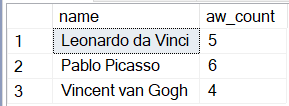 name aw_count
1 Leonardo da Vinci 5
2 Pablo Picasso 6
3 Vincent van Gogh 4